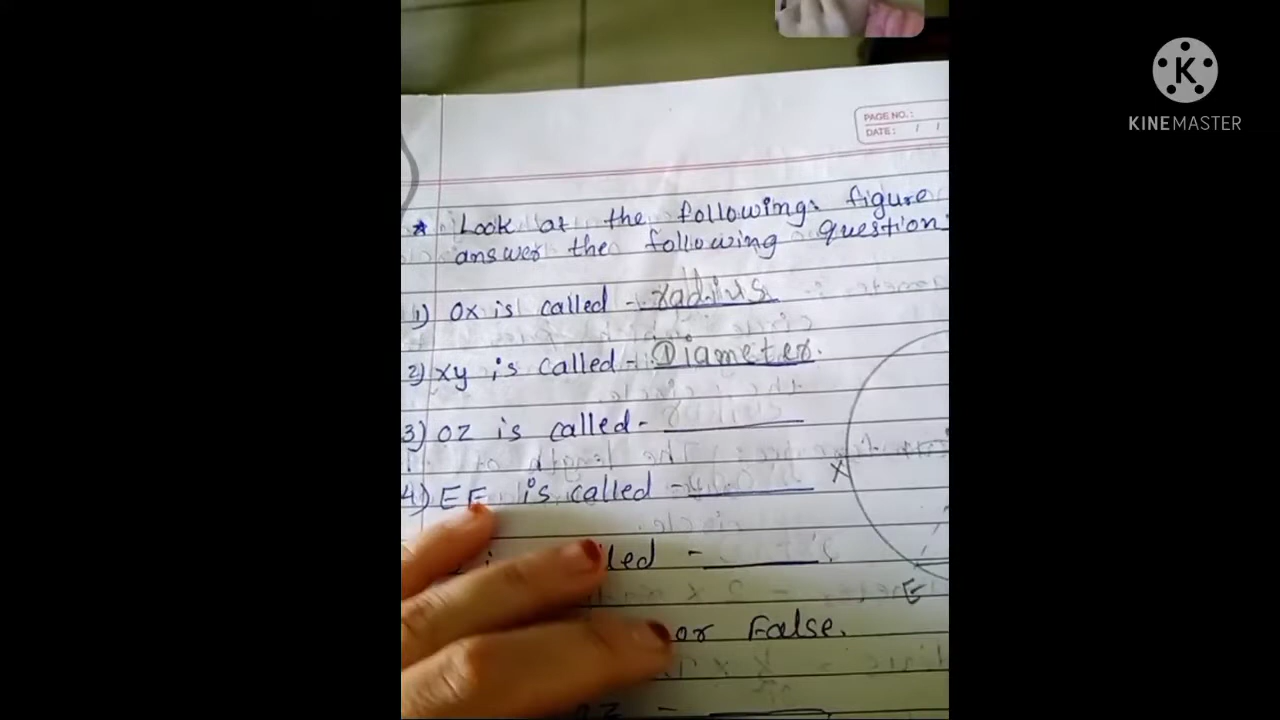 KINEMASTER
PAGE NO.:
DATE: / /
* Look at the following figure
answer the following question
1) OX is called - radius
2) xy is called - Diameter.
3) OZ is called -
4) EF is called -
lled -
or False.
X
E